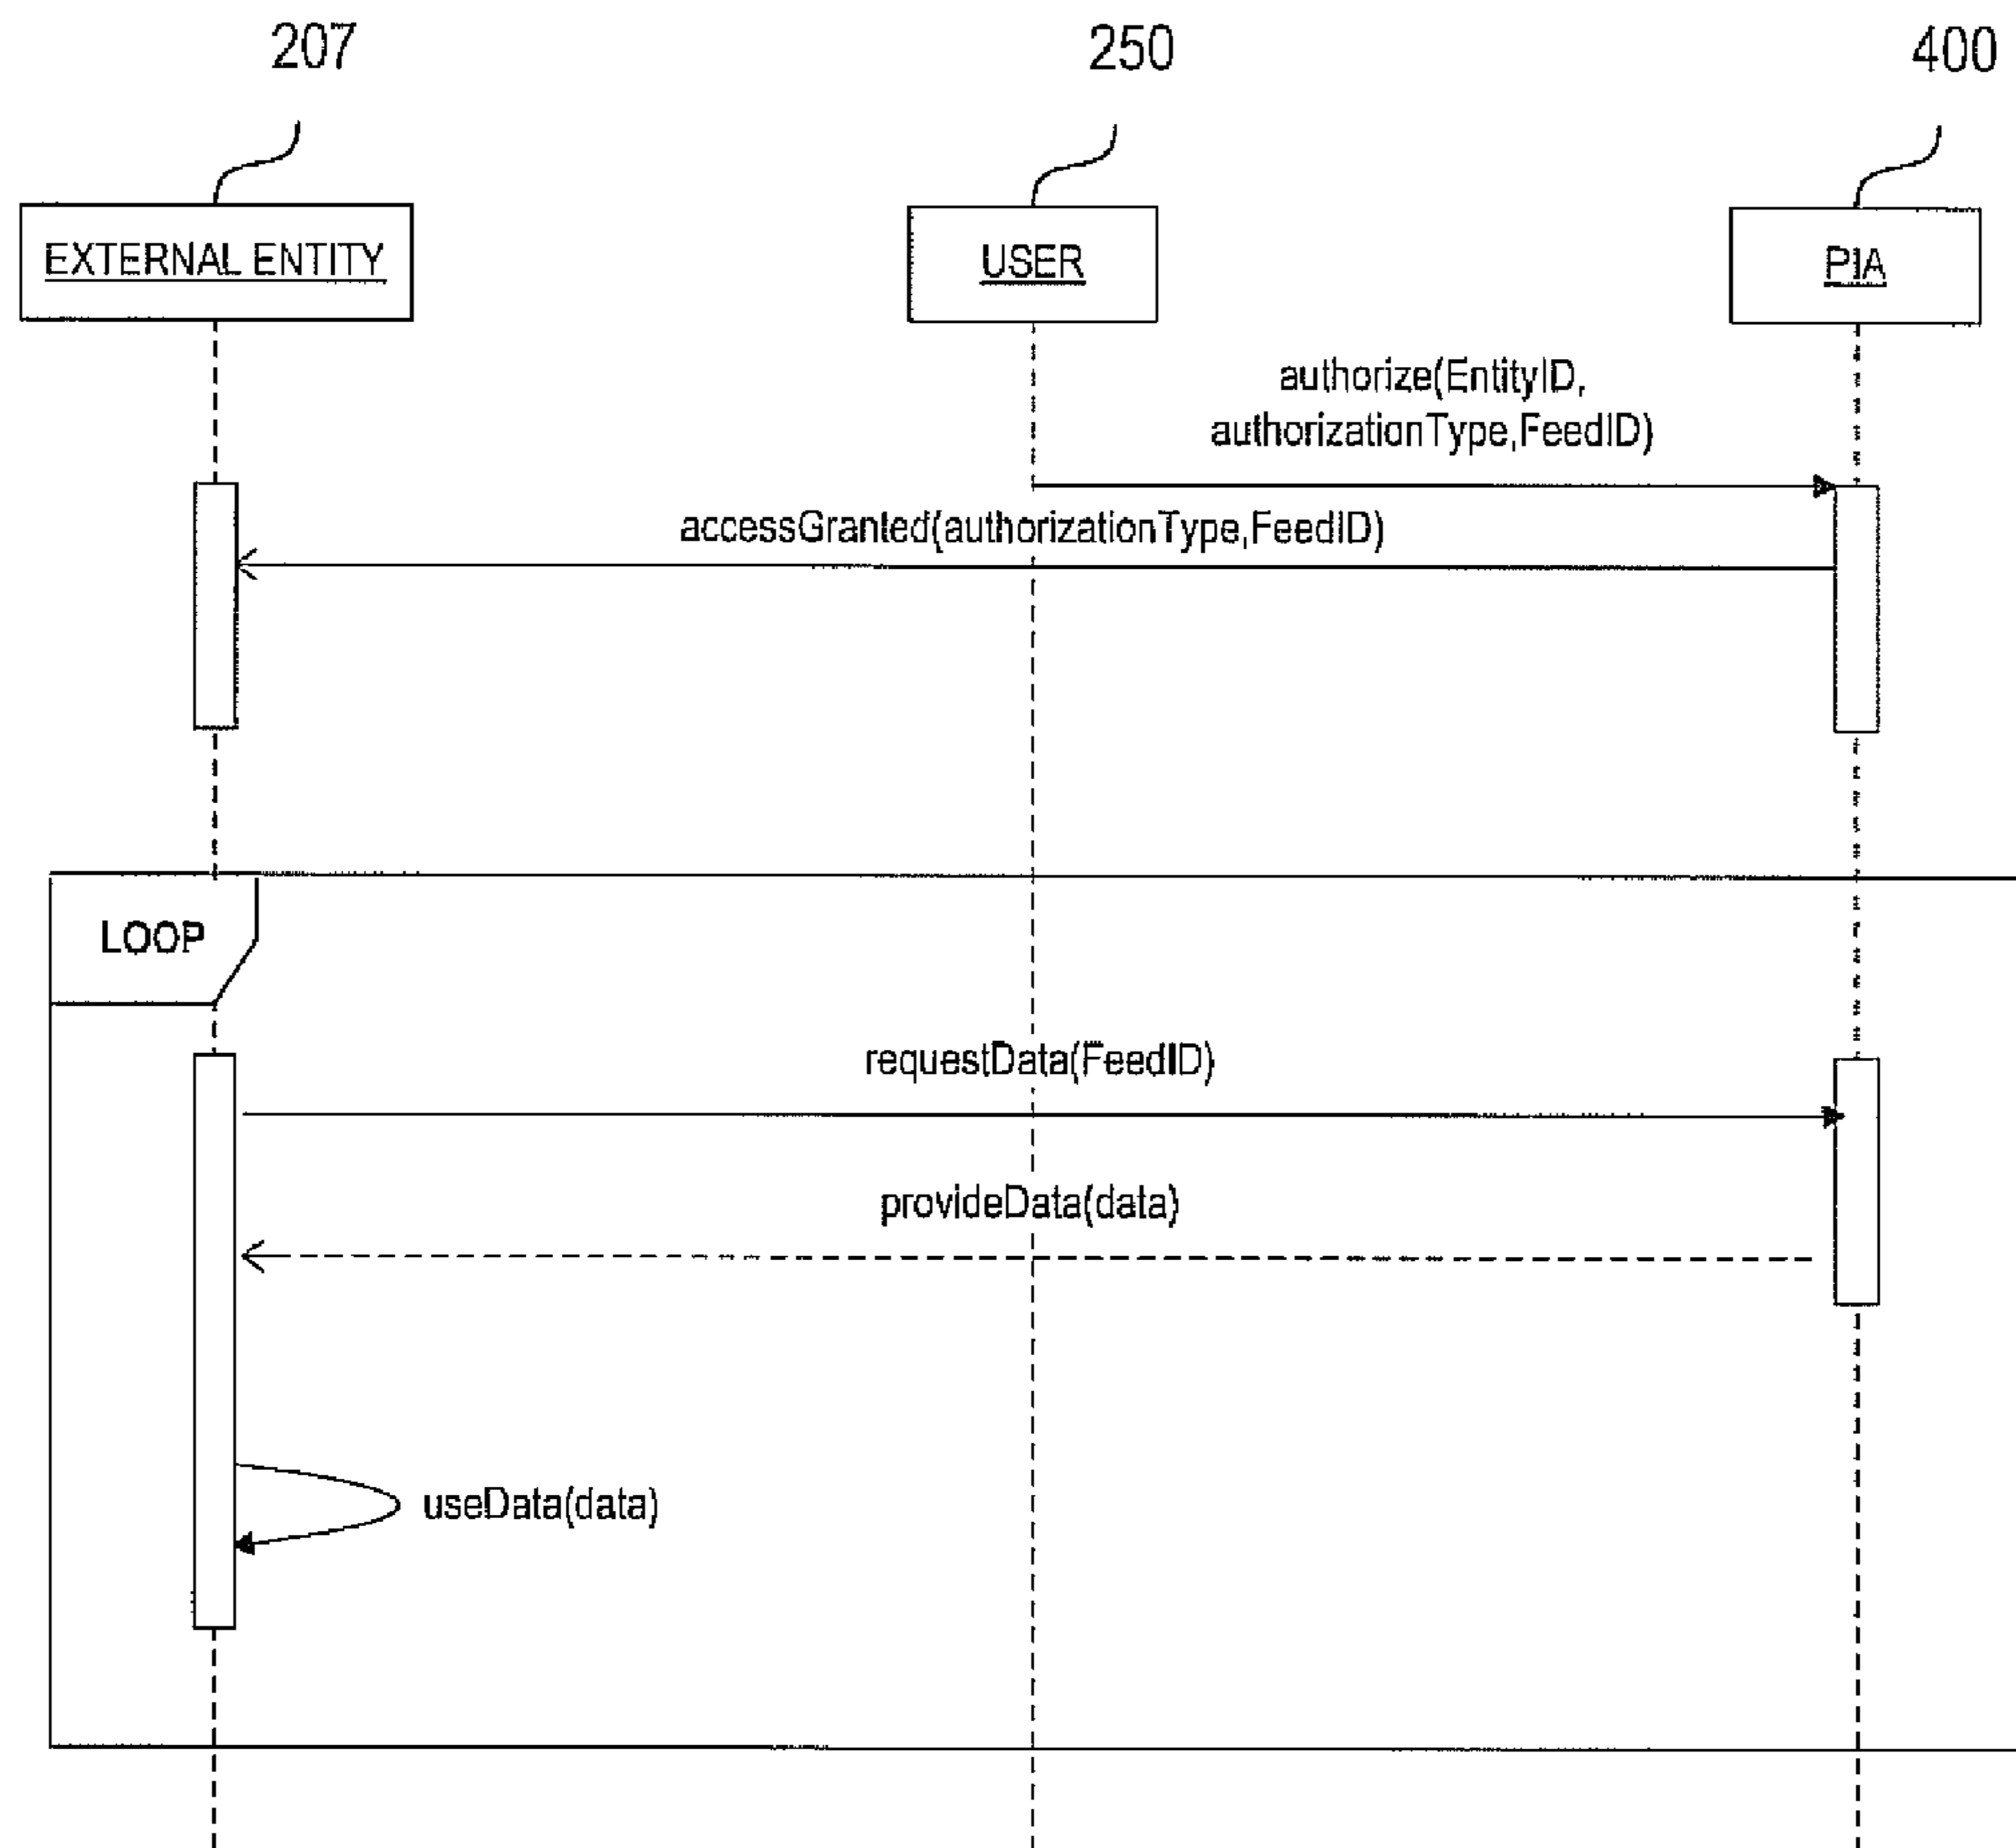 207
250
400
EXTERNAL ENTITY
USER
PIA
authorize(EntityID,
authorizationType,FeedID)
accessGranted(authorizationType,FeedID)
LOOP
requestData(FeedID)
provideData(data)
useData(data)